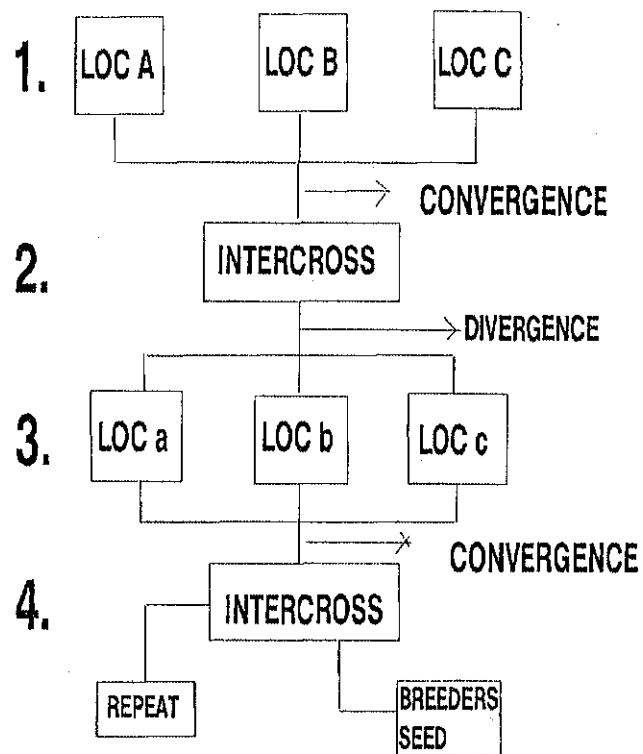 1.
LOC A
LOC B
LOC C
CONVERGENCE
2.
INTERCROSS
DIVERGENCE
3.
LOC a
LOC b
LOC c
CONVERGENCE
4.
INTERCROSS
REPEAT
BREEDERS
SEED